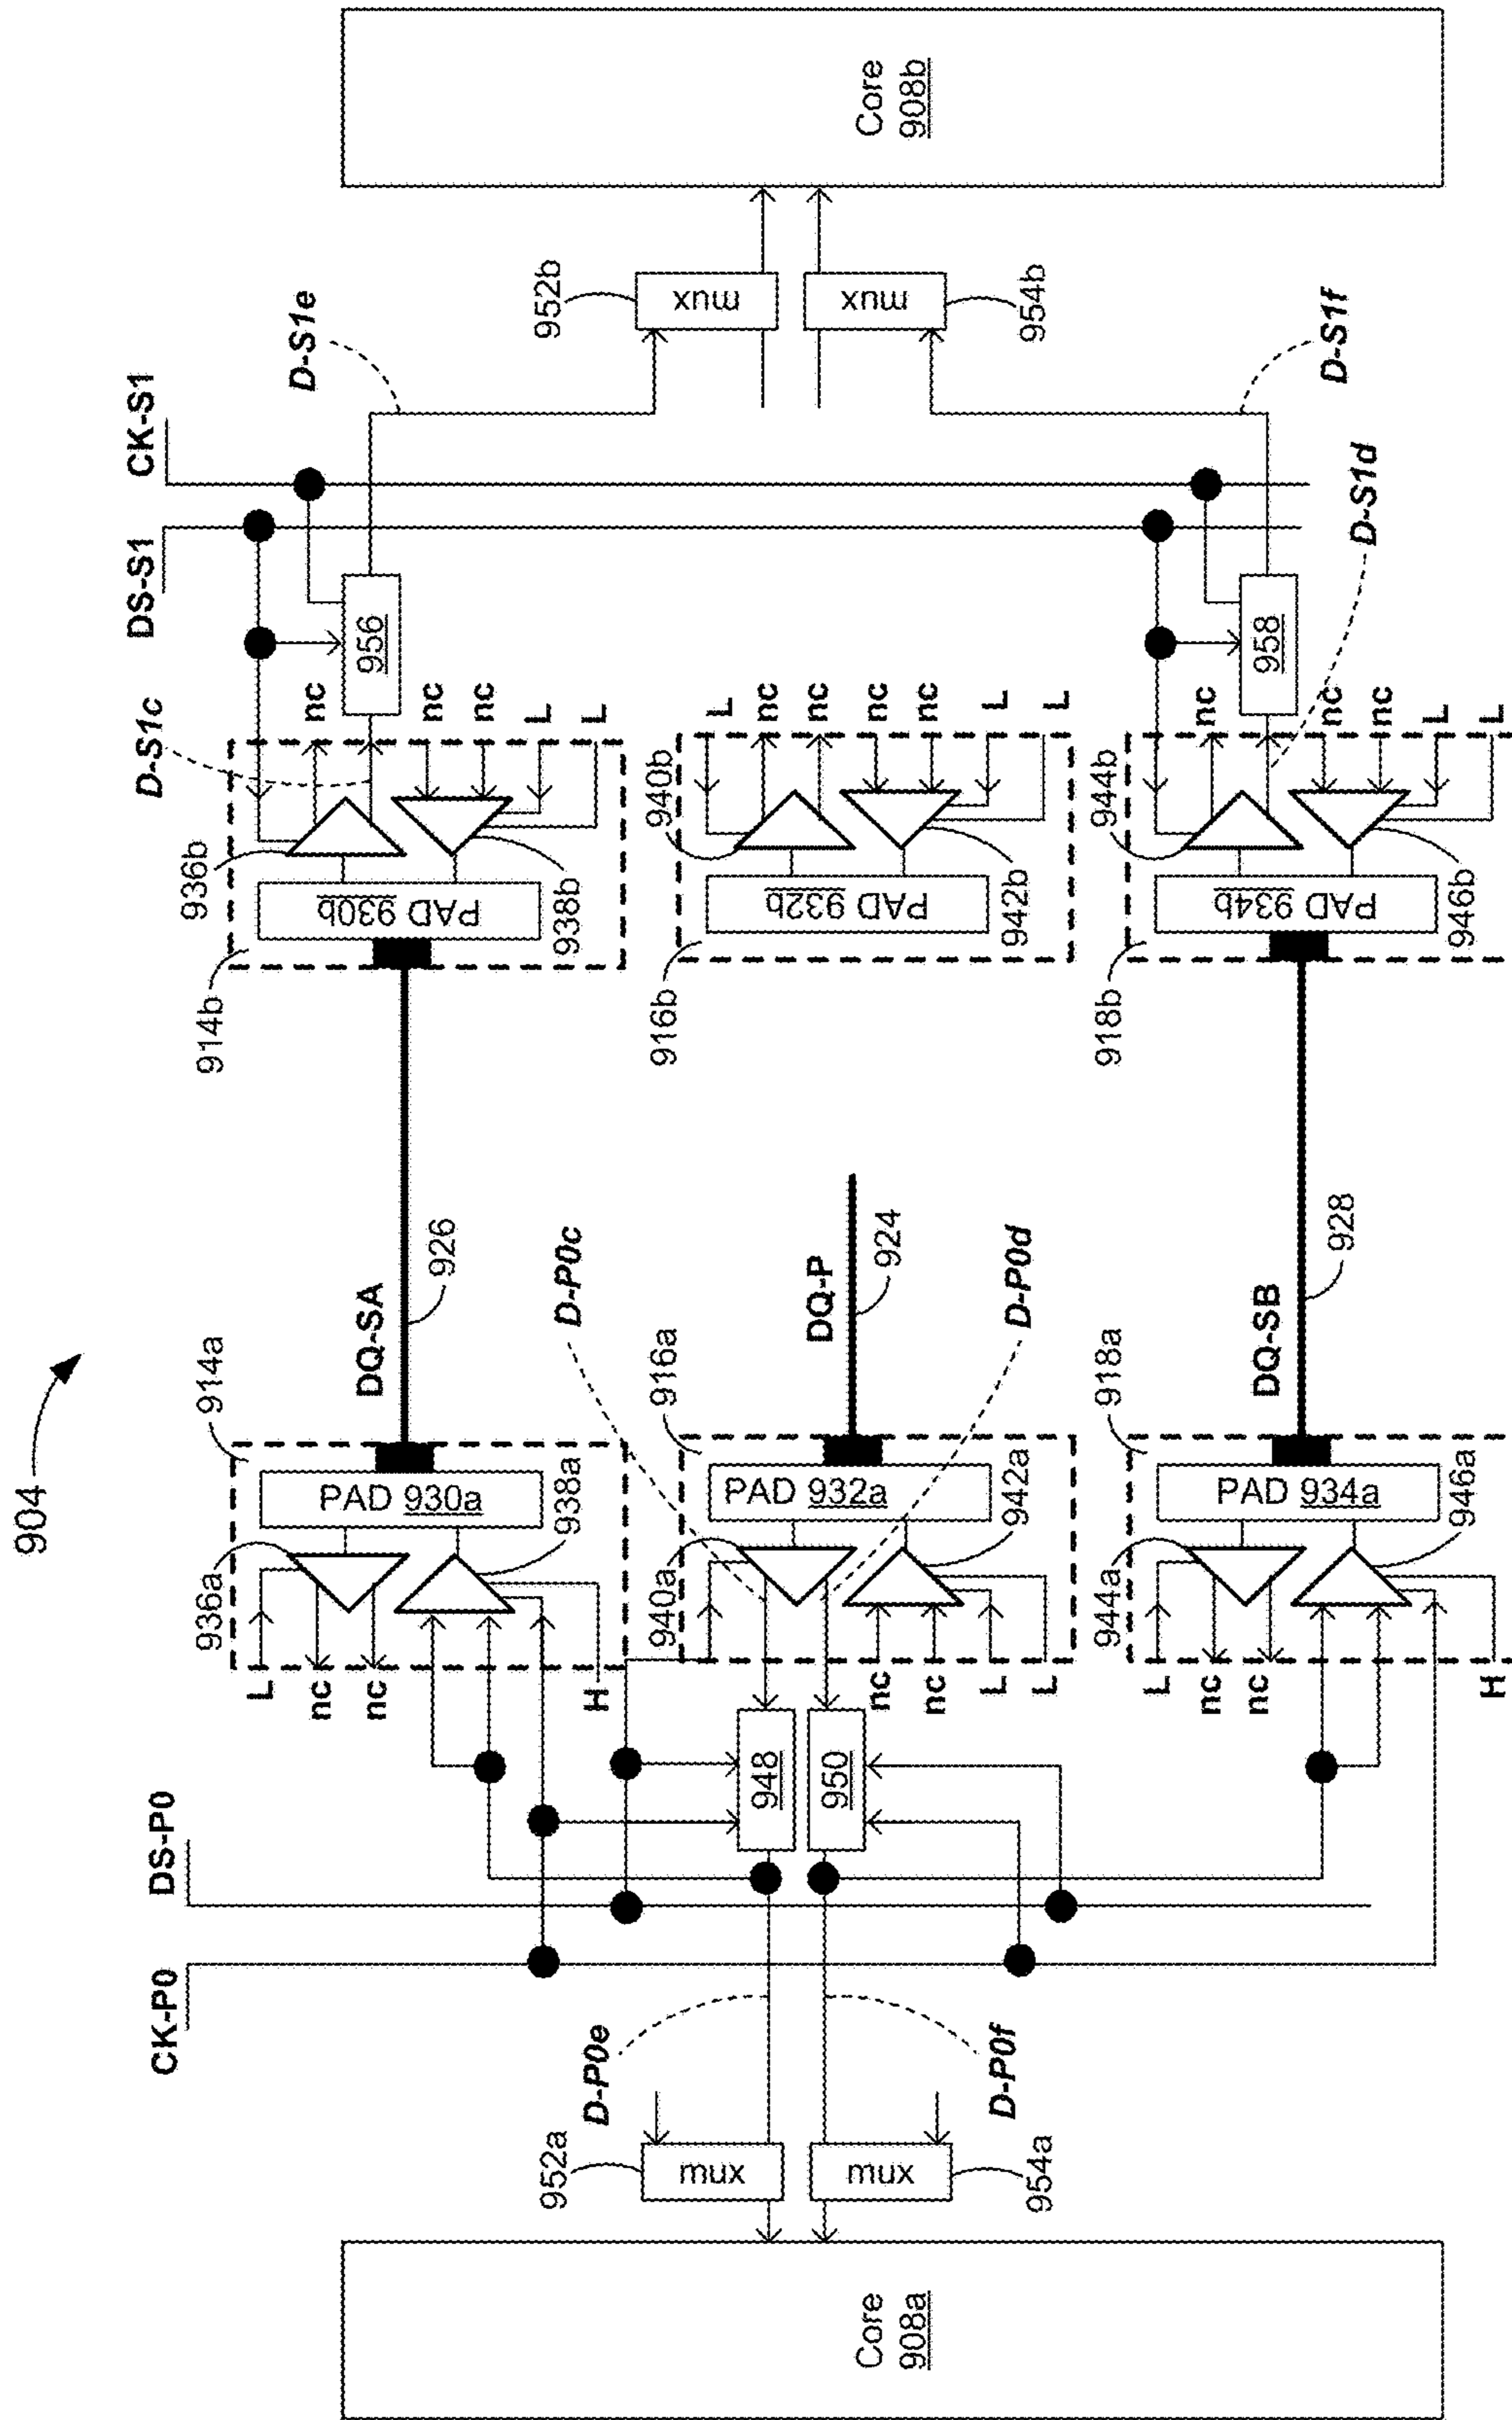 904
Core
908a
Core
908b
CK-P0
DS-P0
DS-S1
CK-S1
952a
mux
954a
mux
D-P0e
D-P0f
948
950
914a
PAD 930a
936a
938a
L
nc
nc
H
DQ-SA
926
D-P0c
916a
PAD 932a
940a
942a
nc
nc
L
L
DQ-P
924
D-P0d
918a
PAD 934a
944a
946a
L
nc
nc
H
DQ-SB
928
914b
PAD 930b
936b
938b
D-S1c
nc
nc
nc
L
L
956
916b
PAD 932b
940b
942b
L
nc
nc
nc
nc
L
L
918b
PAD 934b
944b
946b
D-S1d
nc
nc
nc
L
L
958
D-S1e
D-S1f
952b
mux
954b
mux